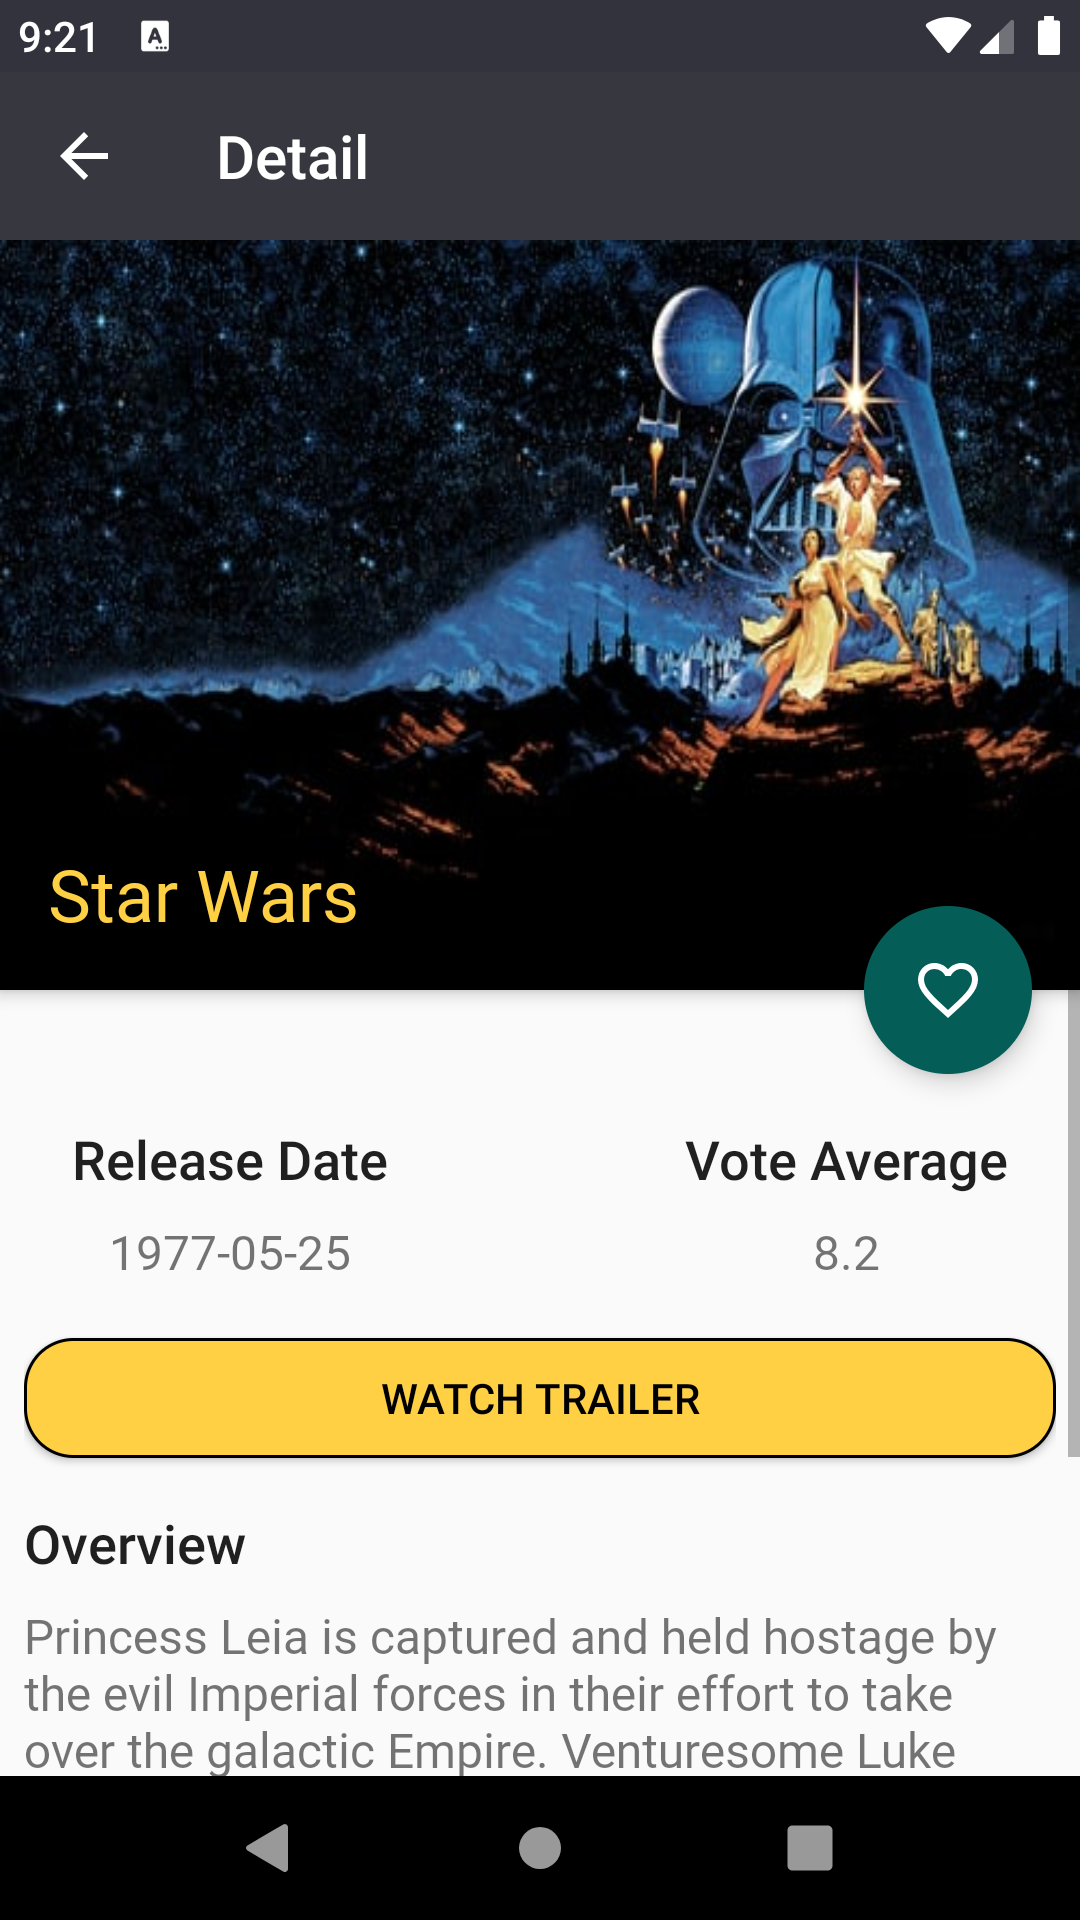 9:21
Detail
Star Wars
Release Date
Vote Average
1977-05-25
8.2
WATCH TRAILER
Overview
Princess Leia is captured and held hostage by
the evil Imperial forces in their effort to take
over the galactic Empire. Venturesome Luke